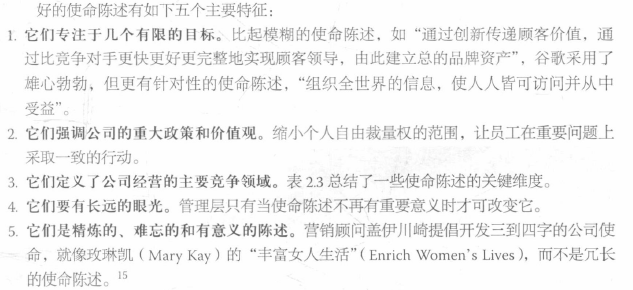 好的使命陈述有如下五个主要特征：
1. 它们专注于几个有限的目标。比起模糊的使命陈述，如“通过创新传递顾客价值，通
过比竞争对手更快更好更完整地实现顾客领导，由此建立总的品牌资产”，谷歌采用了
雄心勃勃，但更有针对性的使命陈述，“组织全世界的信息，使人人皆可访问并从中
受益”。
2. 它们强调公司的重大政策和价值观。缩小个人自由裁量权的范围，让员工在重要问题上
采取一致的行动。
3. 它们定义了公司经营的主要竞争领域。表 2.3 总结了一些使命陈述的关键维度。
4. 它们要有长远的眼光。管理层只有当使命陈述不再有重要意义时才可改变它。
5. 它们是精炼的、难忘的和有意义的陈述。营销顾问盖伊川崎提倡开发三到四字的公司使
命，就像玫琳凯（Mary Kay）的“丰富女人生活”（Enrich Women's Lives），而不是冗长
的使命陈述。15